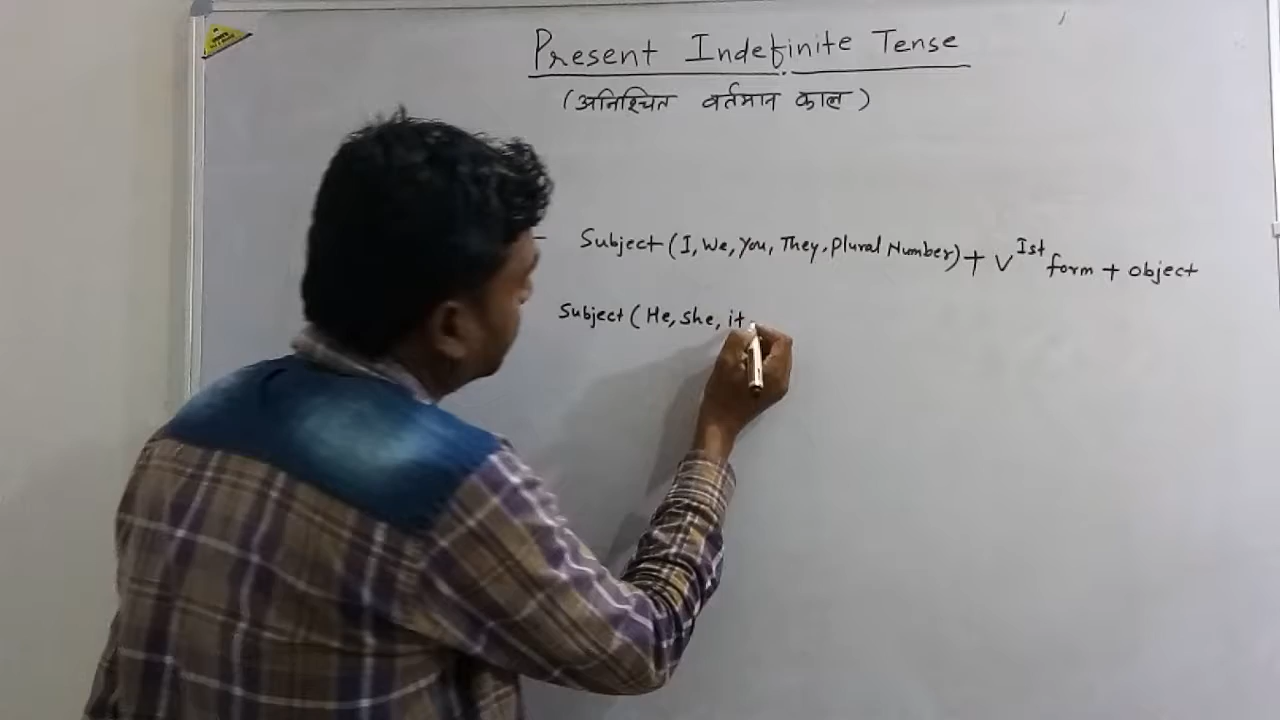 Present Indefinite Tense
(अनिश्चित वर्तमान काल)
- Subject (I, We, You, They, Plural Number) + V Ist form + object
Subject (He, she, it